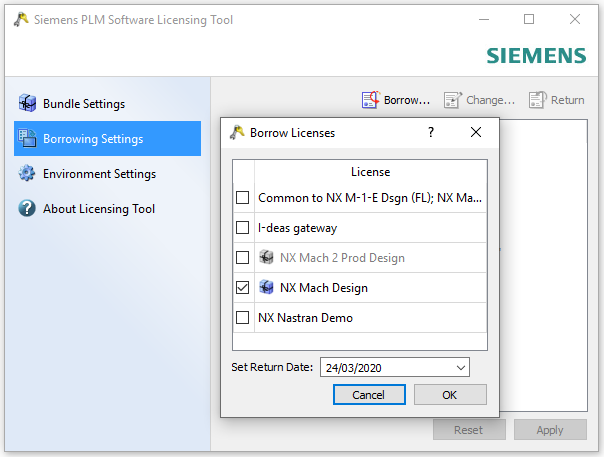 Siemens PLM Software Licensing Tool
SIEMENS
Bundle Settings
Borrowing Settings
Environment Settings
About Licensing Tool
Borrow...
Change...
Return
Borrow Licenses
?
License
Common to NX M-1-E Dsgn (FL); NX Ma...
I-deas gateway
NX Mach 2 Prod Design
NX Mach Design
NX Nastran Demo
Set Return Date:
24/03/2020
Cancel
OK
Reset
Apply